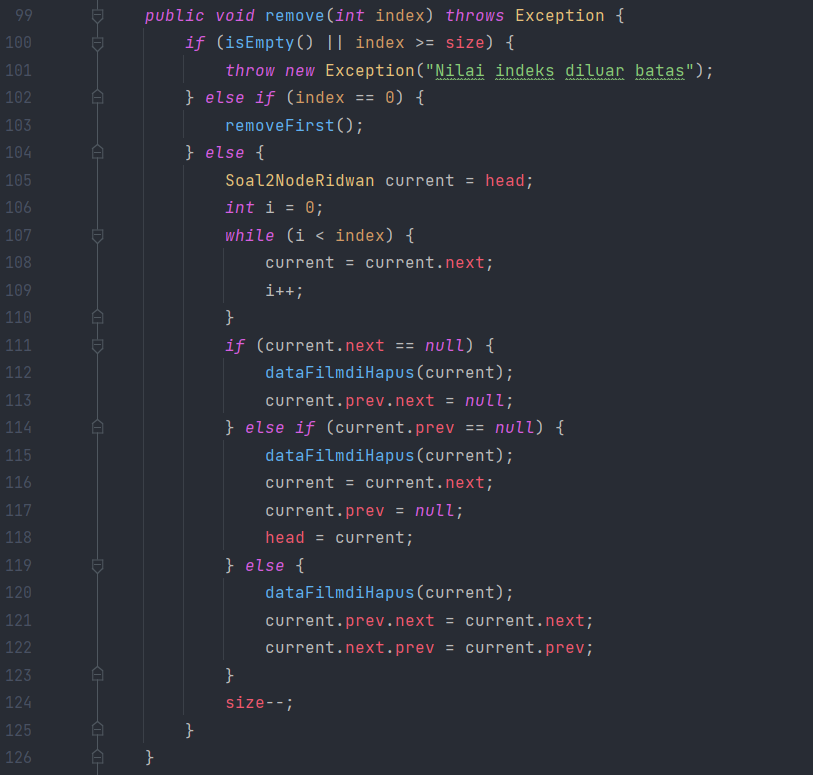 99 public void remove(int index) throws Exception {
100 if (isEmpty() || index >= size) {
101 throw new Exception("Nilai indeks diluar batas");
102 } else if (index == 0) {
103 removeFirst();
104 } else {
105 Soal2NodeRidwan current = head;
106 int i = 0;
107 while (i < index) {
108 current = current.next;
109 i++;
110 }
111 if (current.next == null) {
112 dataFilmdiHapus(current);
113 current.prev.next = null;
114 } else if (current.prev == null) {
115 dataFilmdiHapus(current);
116 current = current.next;
117 current.prev = null;
118 head = current;
119 } else {
120 dataFilmdiHapus(current);
121 current.prev.next = current.next;
122 current.next.prev = current.prev;
123 }
124 size--;
125 }
126 }